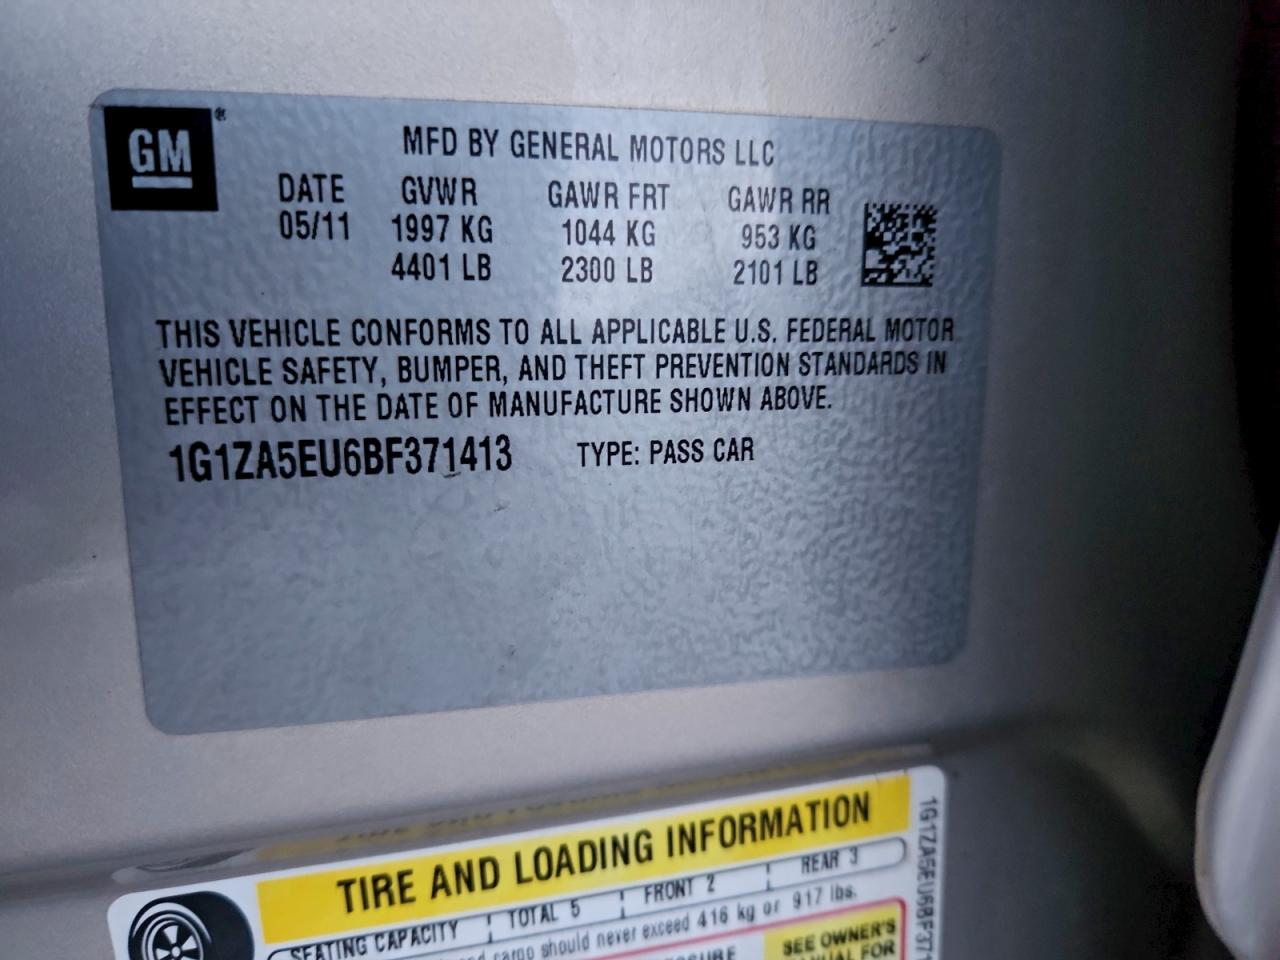 GM®
MFD BY GENERAL MOTORS LLC
DATE GVWR GAWR FRT GAWR RR
05/11 1997 KG 1044 KG 953 KG
4401 LB 2300 LB 2101 LB
THIS VEHICLE CONFORMS TO ALL APPLICABLE U.S. FEDERAL MOTOR
VEHICLE SAFETY, BUMPER, AND THEFT PREVENTION STANDARDS IN
EFFECT ON THE DATE OF MANUFACTURE SHOWN ABOVE.
1G1ZA5EU6BF371413 TYPE: PASS CAR
TIRE AND LOADING INFORMATION
SEATING CAPACITY TOTAL 5 FRONT 2 REAR 3
cargo should never exceed 416 kg or 917 lbs.
SEE OWNER'S
FOR
1G1ZA5EU6BF371